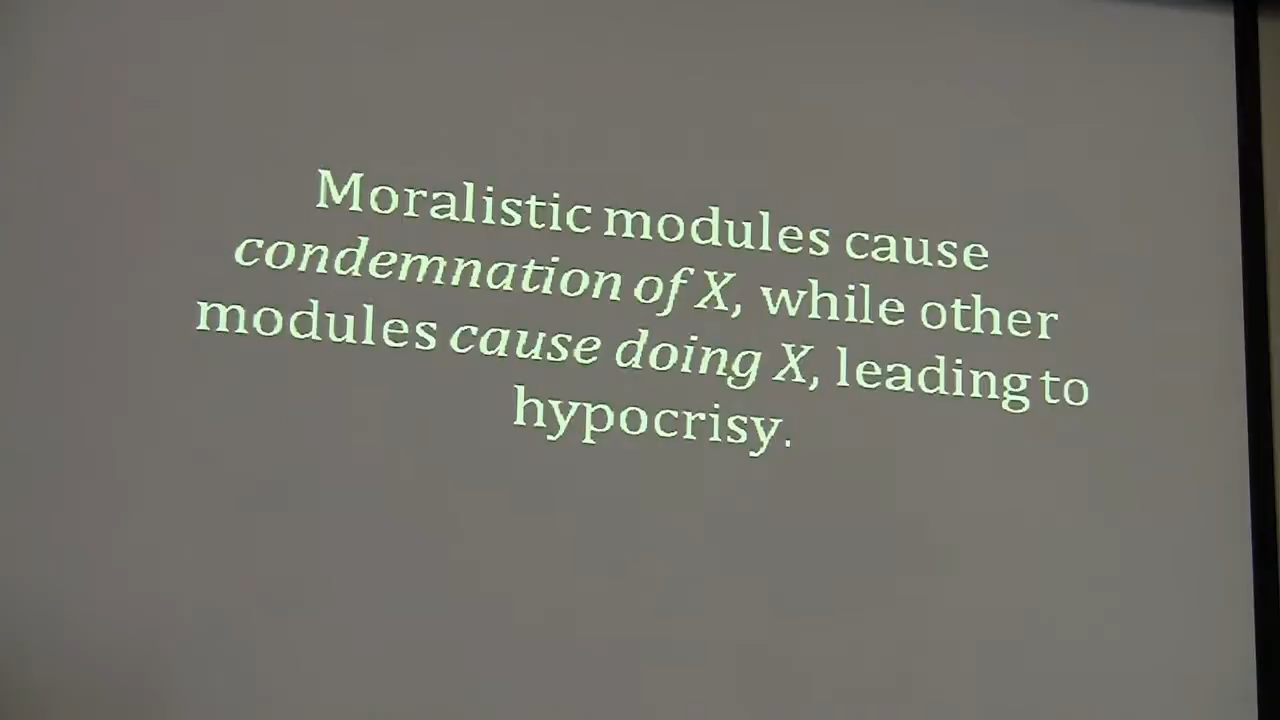 Moralistic modules cause
condemnation of X, while other
modules cause doing X, leading to
hypocrisy.